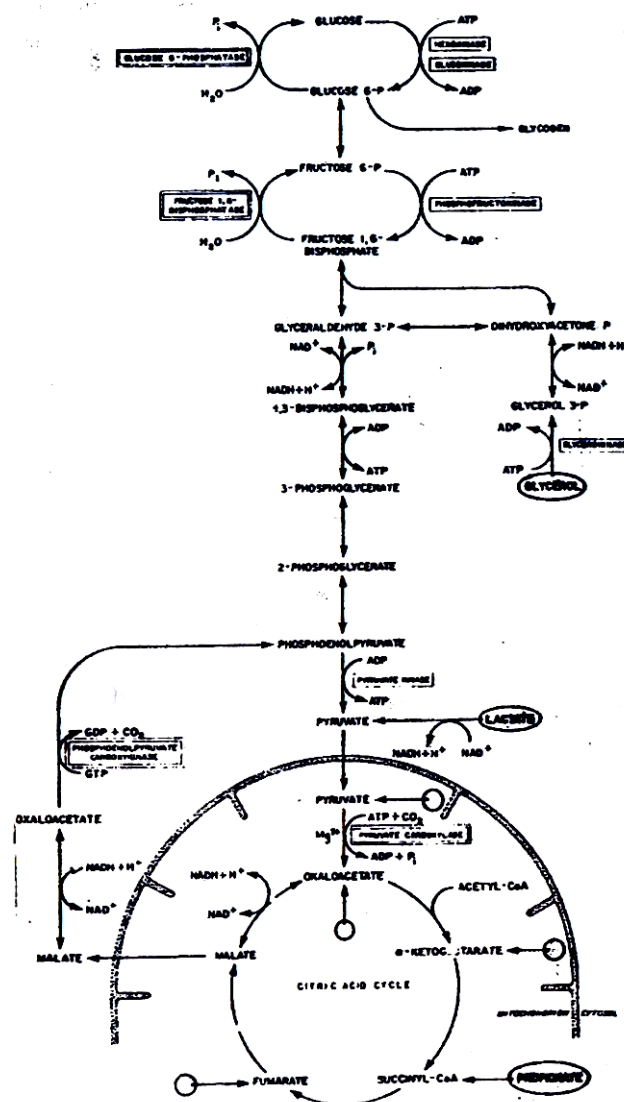 Pi
GLUCOSE
ATP
GLUCOSE 6-PHOSPHATASE
HEXOKINASE
GLUCOKINASE
H2O
GLUCOSE 6-P
ADP
GLYCOGEN
Pi
FRUCTOSE 6-P
ATP
FRUCTOSE 1,6-
BISPHOSPHATASE
PHOSPHOFRUCTOKINASE
H2O
FRUCTOSE 1,6-
BISPHOSPHATE
ADP
GLYCERALDEHYDE 3-P
DIHYDROXYACETONE P
NAD+
Pi
NADH + H
NADH+H+
NAD+
1,3-BISPHOSPHOGLYCERATE
GLYCEROL 3-P
ADP
ADP
GLYCEROKINASE
ATP
ATP
GLYCEROL
3-PHOSPHOGLYCERATE
2-PHOSPHOGLYCERATE
PHOSPHOENOLPYRUVATE
ADP
PYRUVATE KINASE
ATP
PYRUVATE
LACTATE
GDP + CO2
NADH+H+
NAD+
PHOSPHOENOLPYRUVATE
CARBOXYKINASE
GTP
PYRUVATE
OXALOACETATE
Mg2+
ATP + CO2
PYRUVATE CARBOXYLASE
ADP + Pi
NADH + H+
NADH + H+
OXALOACETATE
ACETYL-CoA
NAD+
NAD+
MALATE
MALATE
α-KETOGLUTARATE
CITRIC ACID CYCLE
MITOCHONDRION
CYTOSOL
FUMARATE
SUCCINYL-CoA
PROPIONATE